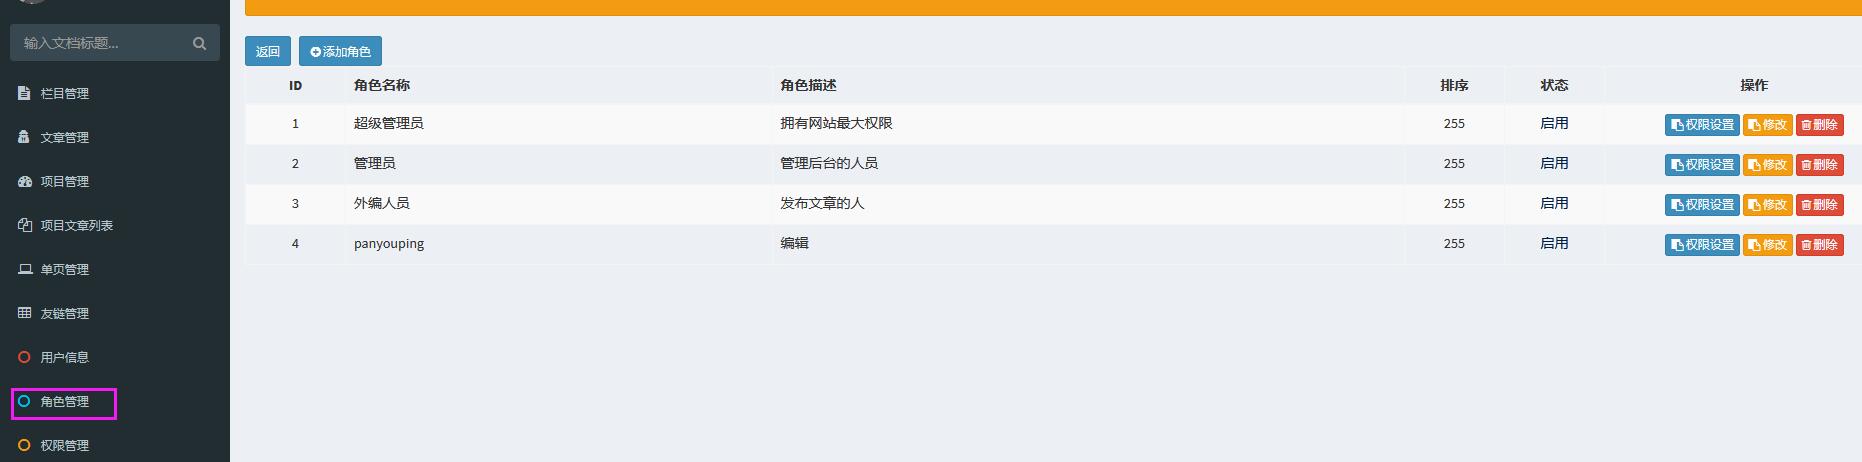 输入文档标题...
栏目管理
文章管理
项目管理
项目文章列表
单页管理
友链管理
用户信息
角色管理
权限管理
返回 添加角色
ID 角色名称 角色描述 排序 状态 操作
1 超级管理员 拥有网站最大权限 255 启用 权限设置 修改 删除
2 管理员 管理后台的人员 255 启用 权限设置 修改 删除
3 外编人员 发布文章的人 255 启用 权限设置 修改 删除
4 panyouping 编辑 255 启用 权限设置 修改 删除